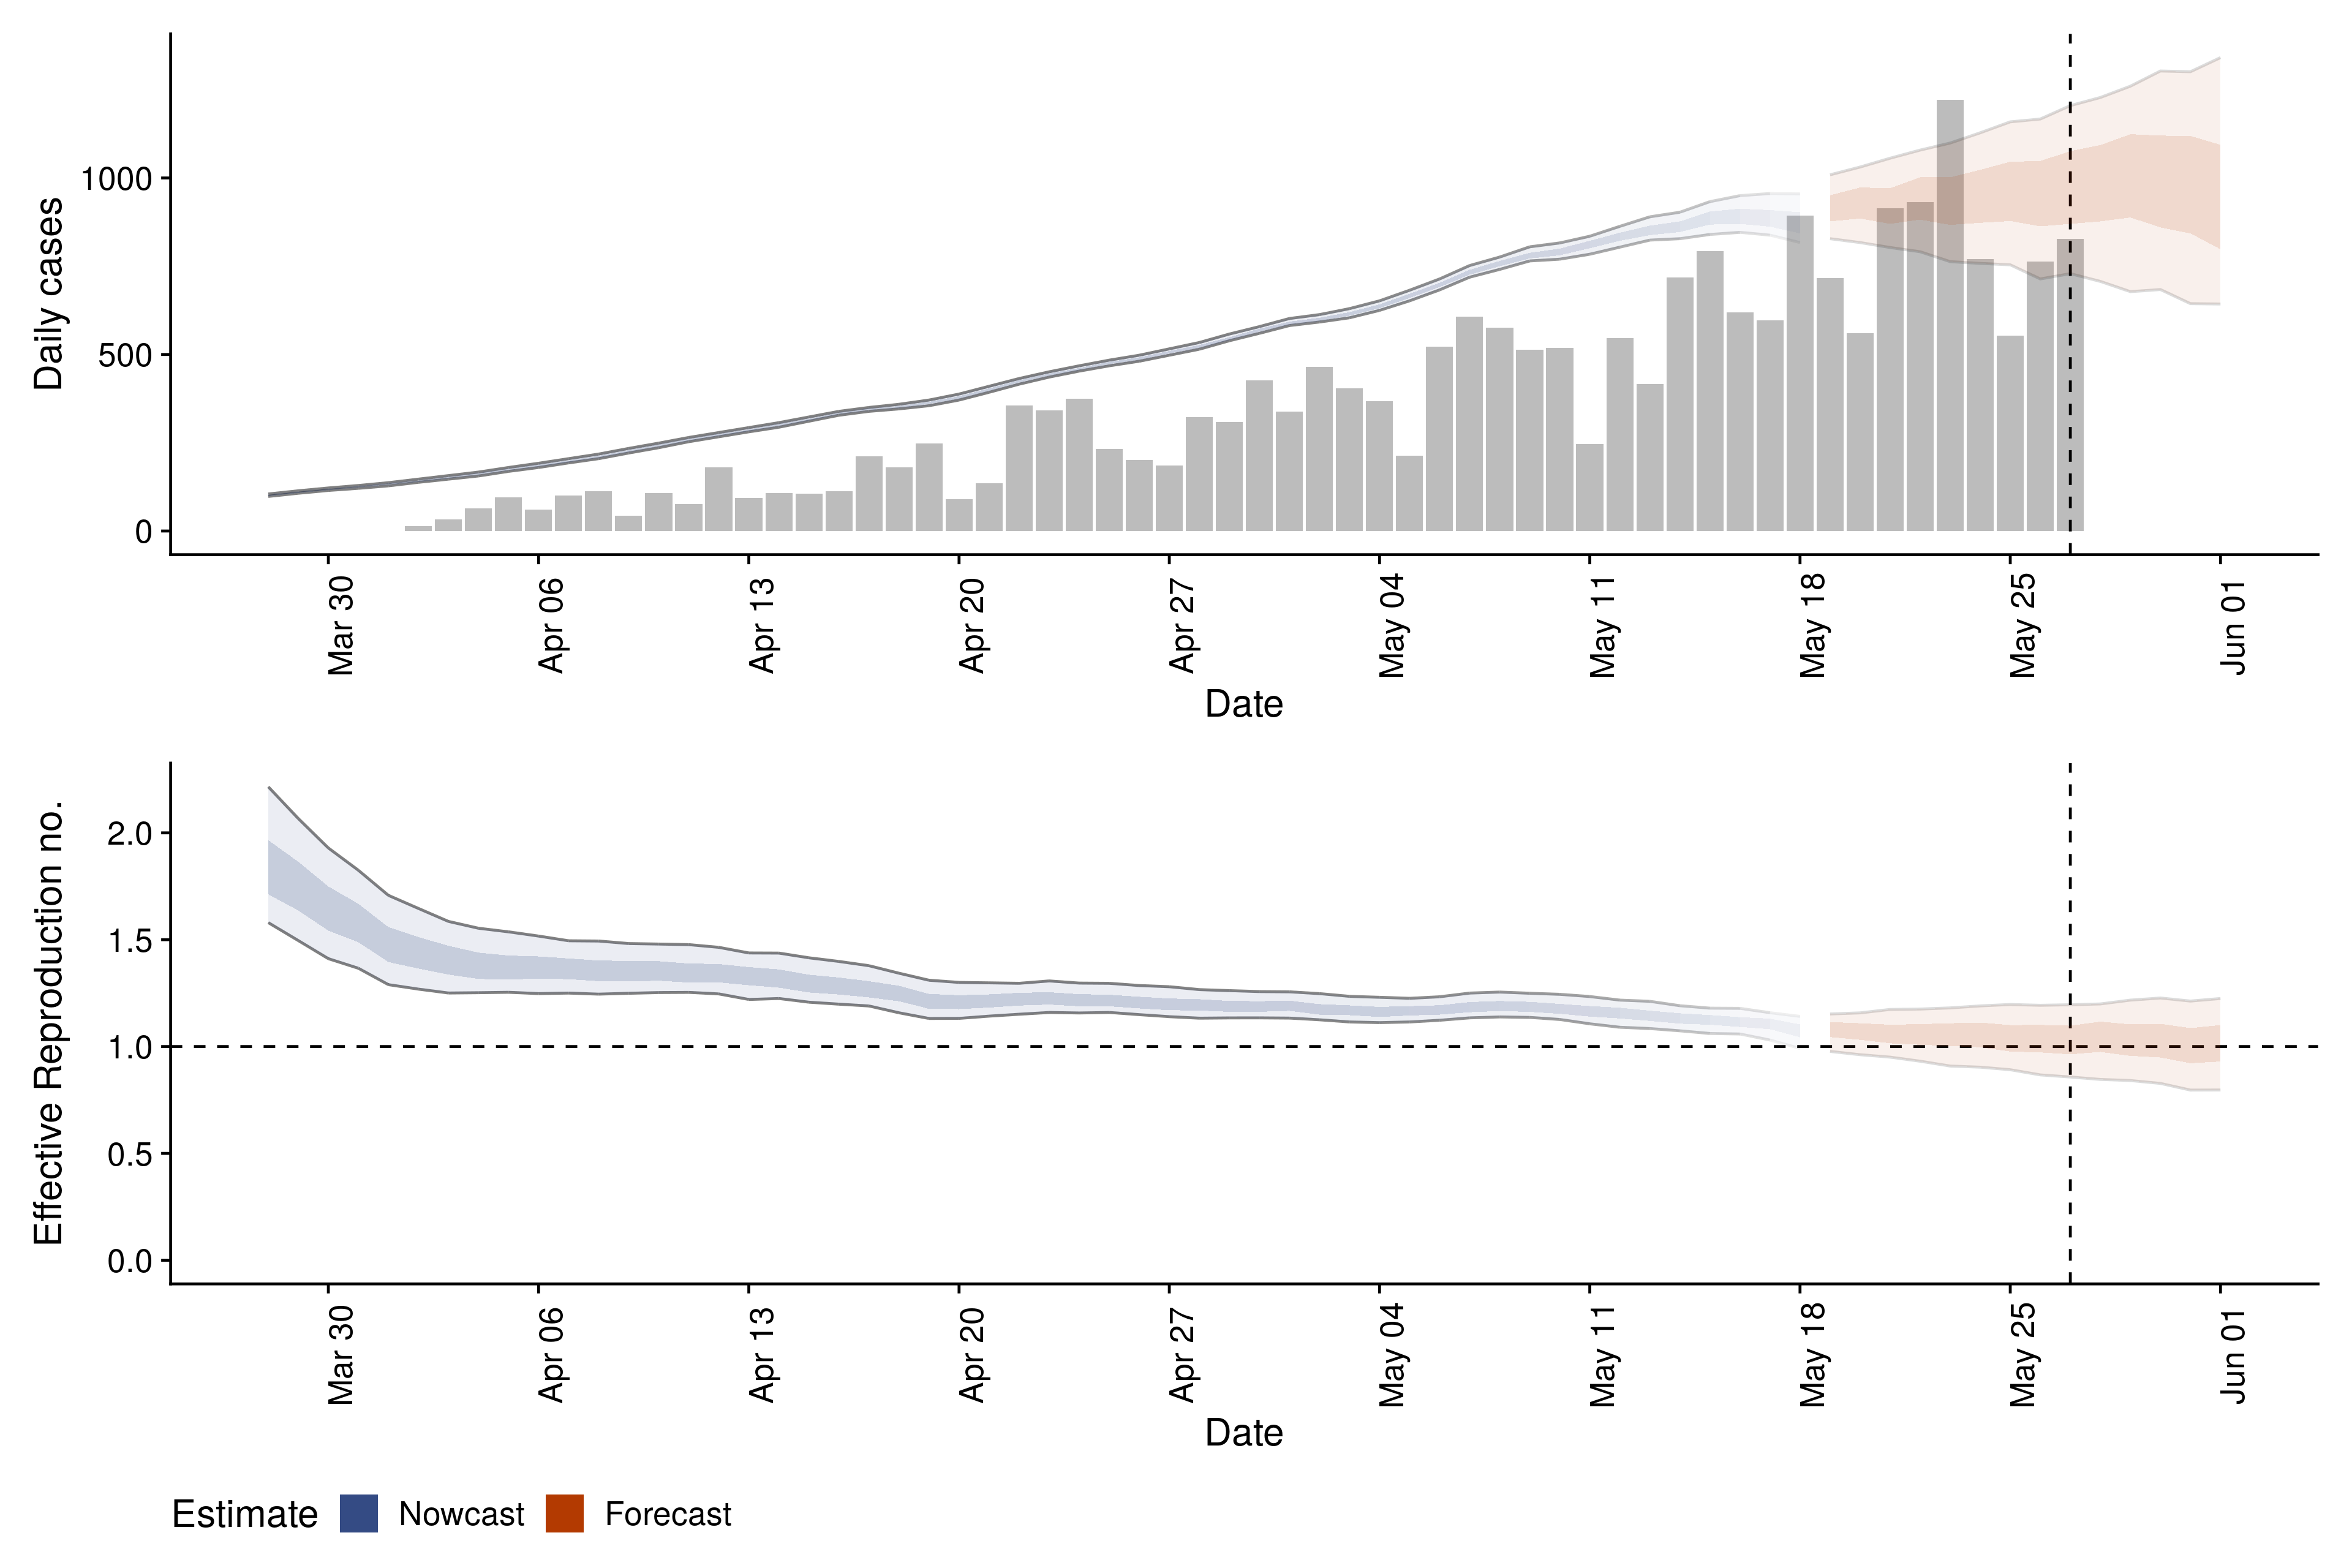 Daily cases
1000
500
0
Mar 30
Apr 06
Apr 13
Apr 20
Apr 27
May 04
May 11
May 18
May 25
Jun 01
Date
Effective Reproduction no.
2.0
1.5
1.0
0.5
0.0
Mar 30
Apr 06
Apr 13
Apr 20
Apr 27
May 04
May 11
May 18
May 25
Jun 01
Date
Estimate Nowcast Forecast